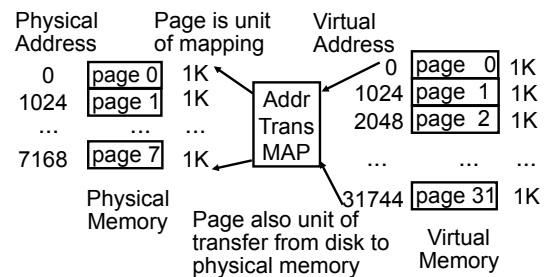 Physical
Address
Page is unit
of mapping
Virtual
Address
0 page 0 1K
1024 page 1 1K
... ... ...
7168 page 7 1K
Physical
Memory
Addr
Trans
MAP
0 page 0 1K
1024 page 1 1K
2048 page 2 1K
... ... ...
31744 page 31 1K
Virtual
Memory
Page also unit of
transfer from disk to
physical memory